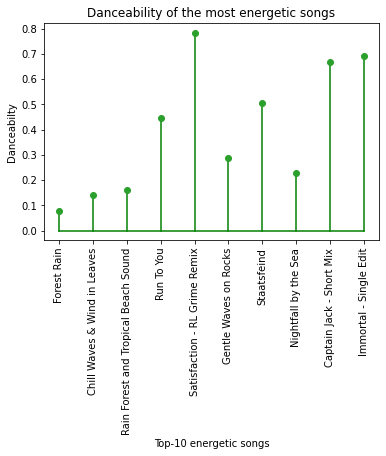 Danceability of the most energetic songs
Danceabilty
0.8
0.7
0.6
0.5
0.4
0.3
0.2
0.1
0.0
Forest Rain
Chill Waves & Wind in Leaves
Rain Forest and Tropical Beach Sound
Run To You
Satisfaction - RL Grime Remix
Gentle Waves on Rocks
Staatsfeind
Nightfall by the Sea
Captain Jack - Short Mix
Immortal - Single Edit
Top-10 energetic songs